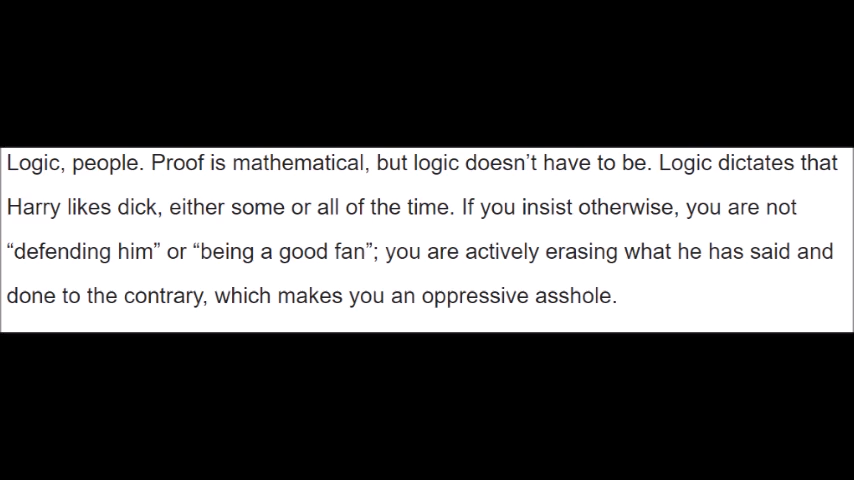 Logic, people. Proof is mathematical, but logic doesn’t have to be. Logic dictates that
Harry likes dick, either some or all of the time. If you insist otherwise, you are not
“defending him” or “being a good fan”; you are actively erasing what he has said and
done to the contrary, which makes you an oppressive asshole.